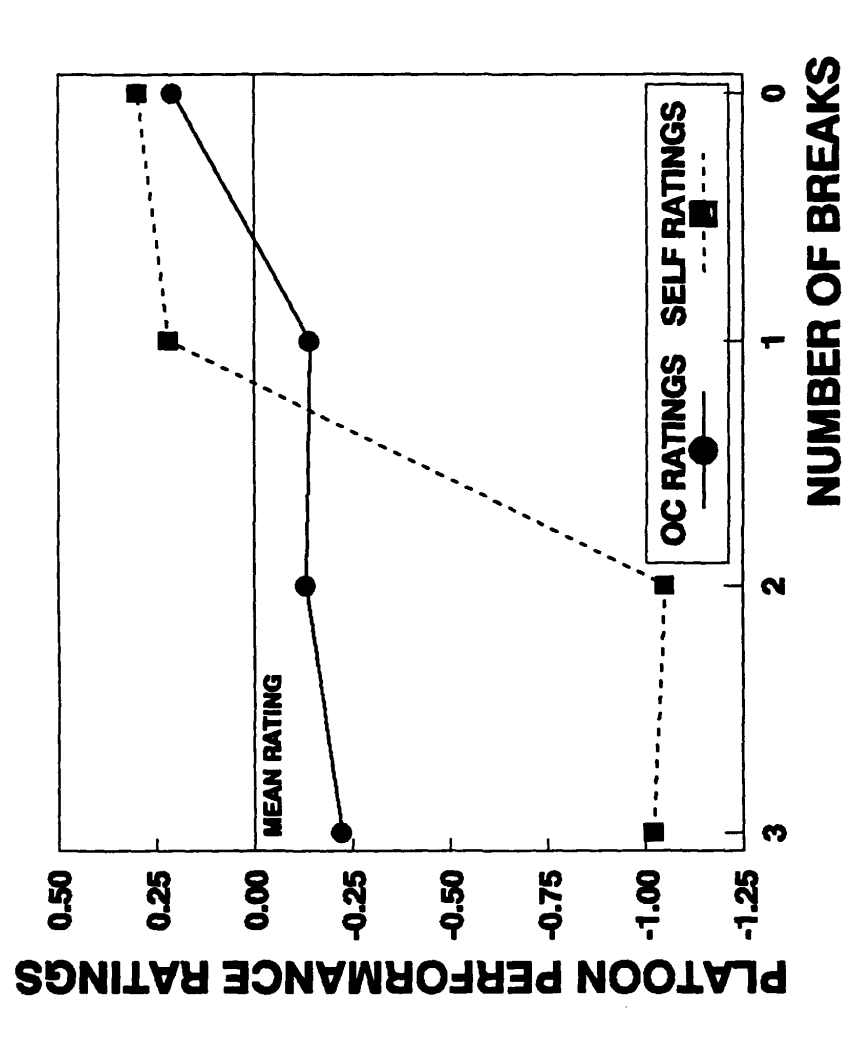 PLATOON PERFORMANCE RATINGS
0.50
0.25
0.00
-0.25
-0.50
-0.75
-1.00
-1.25
MEAN RATING
OC RATINGS SELF RATINGS
3 2 1 0
NUMBER OF BREAKS